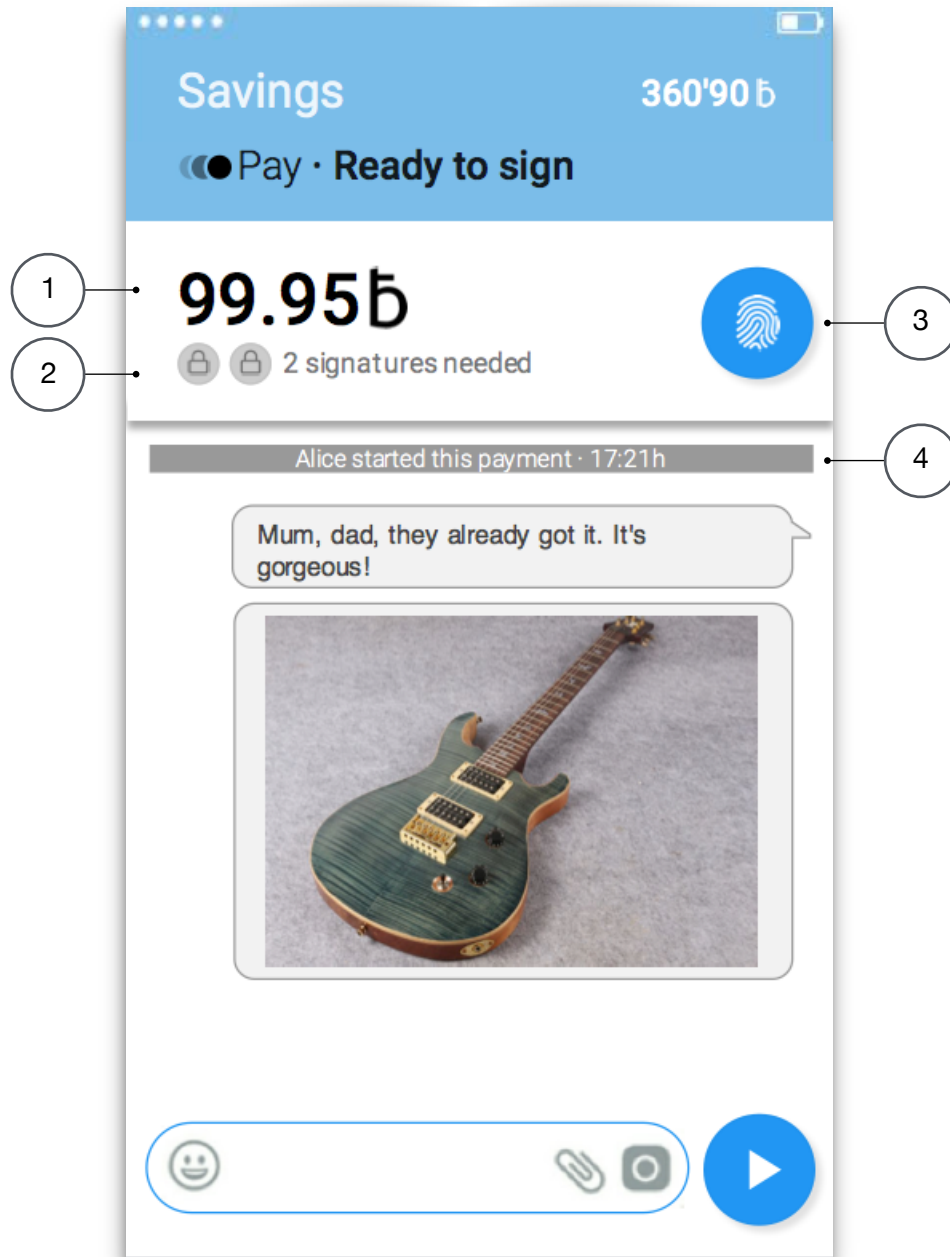 Savings
360'90 ƀ
Pay · Ready to sign
1
99.95ƀ
2 signatures needed
2
3
Alice started this payment · 17:21h
4
Mum, dad, they already got it. It's
gorgeous!